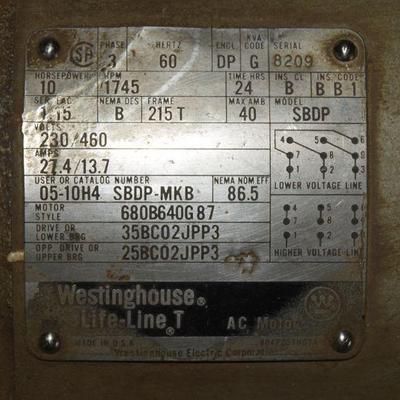 SA PHASE 3 HERTZ 60 ENCL DP KVA CODE G SERIAL 8209
HORSEPOWER 10 RPM 1745 TIME HRS 24 INS CL B INS B B-1
SER. FAC. 1.15 NEMA DES B FRAME 215T MAX AMB 40 MODEL SBDP
VOLTS 230/460
AMPS 27.4/13.7
USER OR CATALOG NUMBER 05-10H4 SBDP-MKB NEMA NOM EFF 86.5
LOWER VOLTAGE LINE
MOTOR STYLE 680B640G87
DRIVE OR LOWER BRG 35BC02JPP3
OPP. DRIVE OR UPPER BRG 25BC02JPP3
HIGHER VOLTAGE LINE
Westinghouse®
Life-Line T AC Motor
MADE IN U.S.A.
Westinghouse Electric Corporation